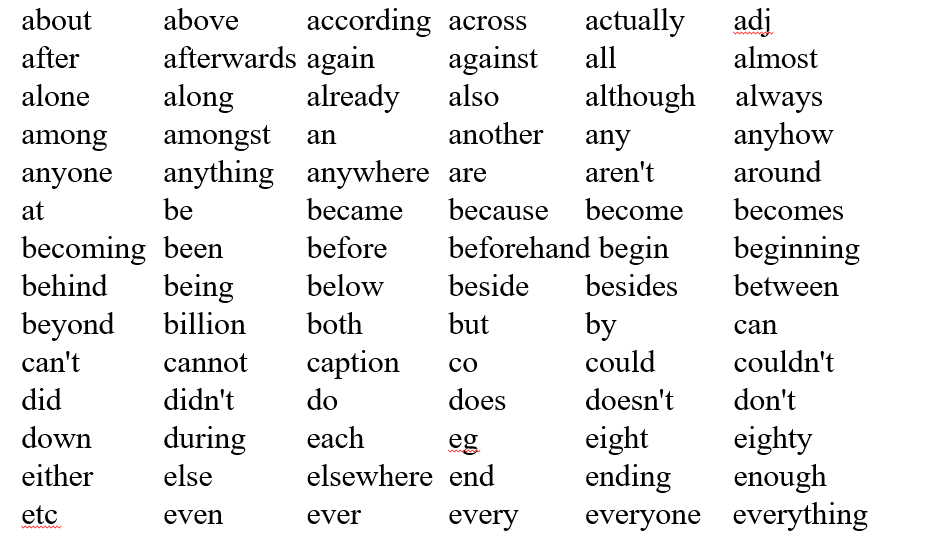 about above according across actually adj
after afterwards again against all almost
alone along already also although always
among amongst an another any anyhow
anyone anything anywhere are aren't around
at be became because become becomes
becoming been before beforehand begin beginning
behind being below beside besides between
beyond billion both but by can
can't cannot caption co could couldn't
did didn't do does doesn't don't
down during each eg eight eighty
either else elsewhere end ending enough
etc even ever every everyone everything